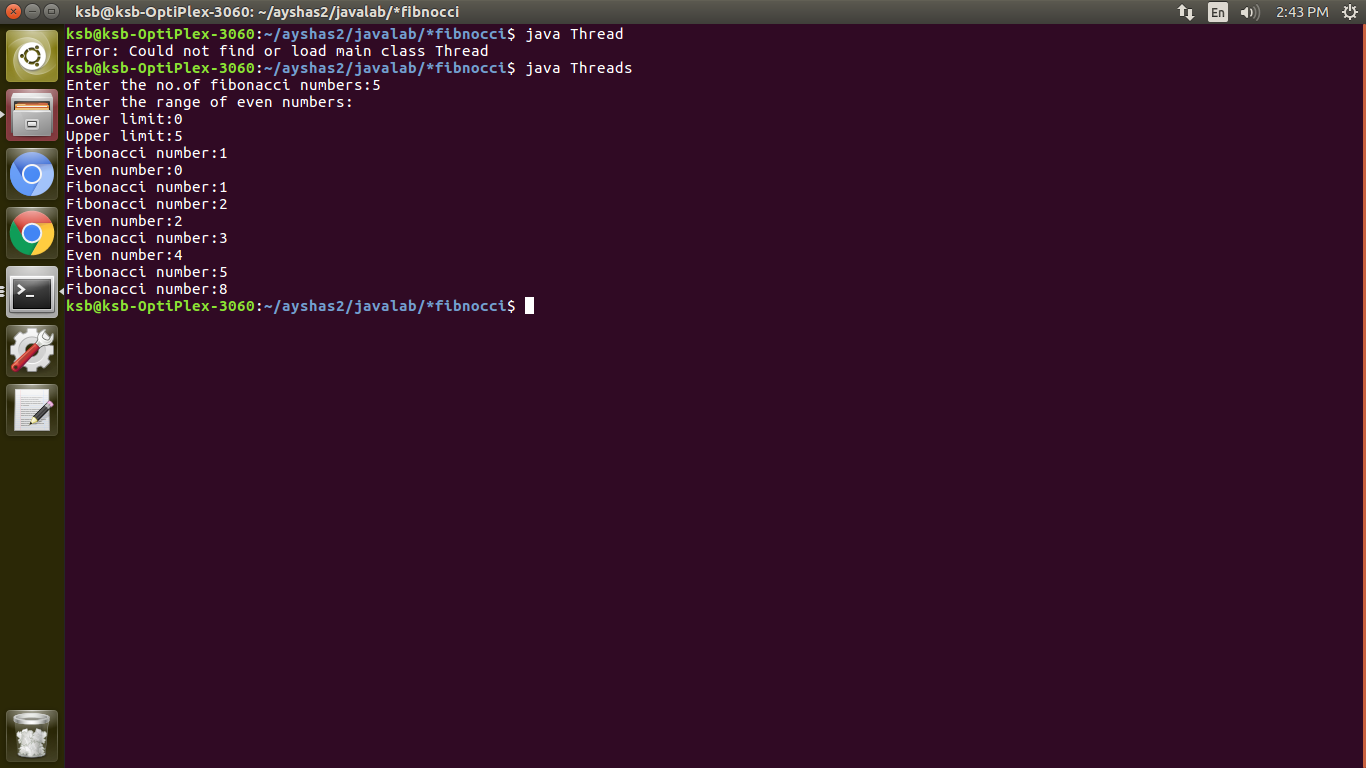 ksb@ksb-OptiPlex-3060: ~/ayshas2/javalab/*fibnocci
En
2:43 PM
ksb@ksb-OptiPlex-3060:~/ayshas2/javalab/*fibnocci$ java Thread
Error: Could not find or load main class Thread
ksb@ksb-OptiPlex-3060:~/ayshas2/javalab/*fibnocci$ java Threads
Enter the no.of fibonacci numbers:5
Enter the range of even numbers:
Lower limit:0
Upper limit:5
Fibonacci number:1
Even number:0
Fibonacci number:1
Fibonacci number:2
Even number:2
Fibonacci number:3
Even number:4
Fibonacci number:5
Fibonacci number:8
ksb@ksb-OptiPlex-3060:~/ayshas2/javalab/*fibnocci$